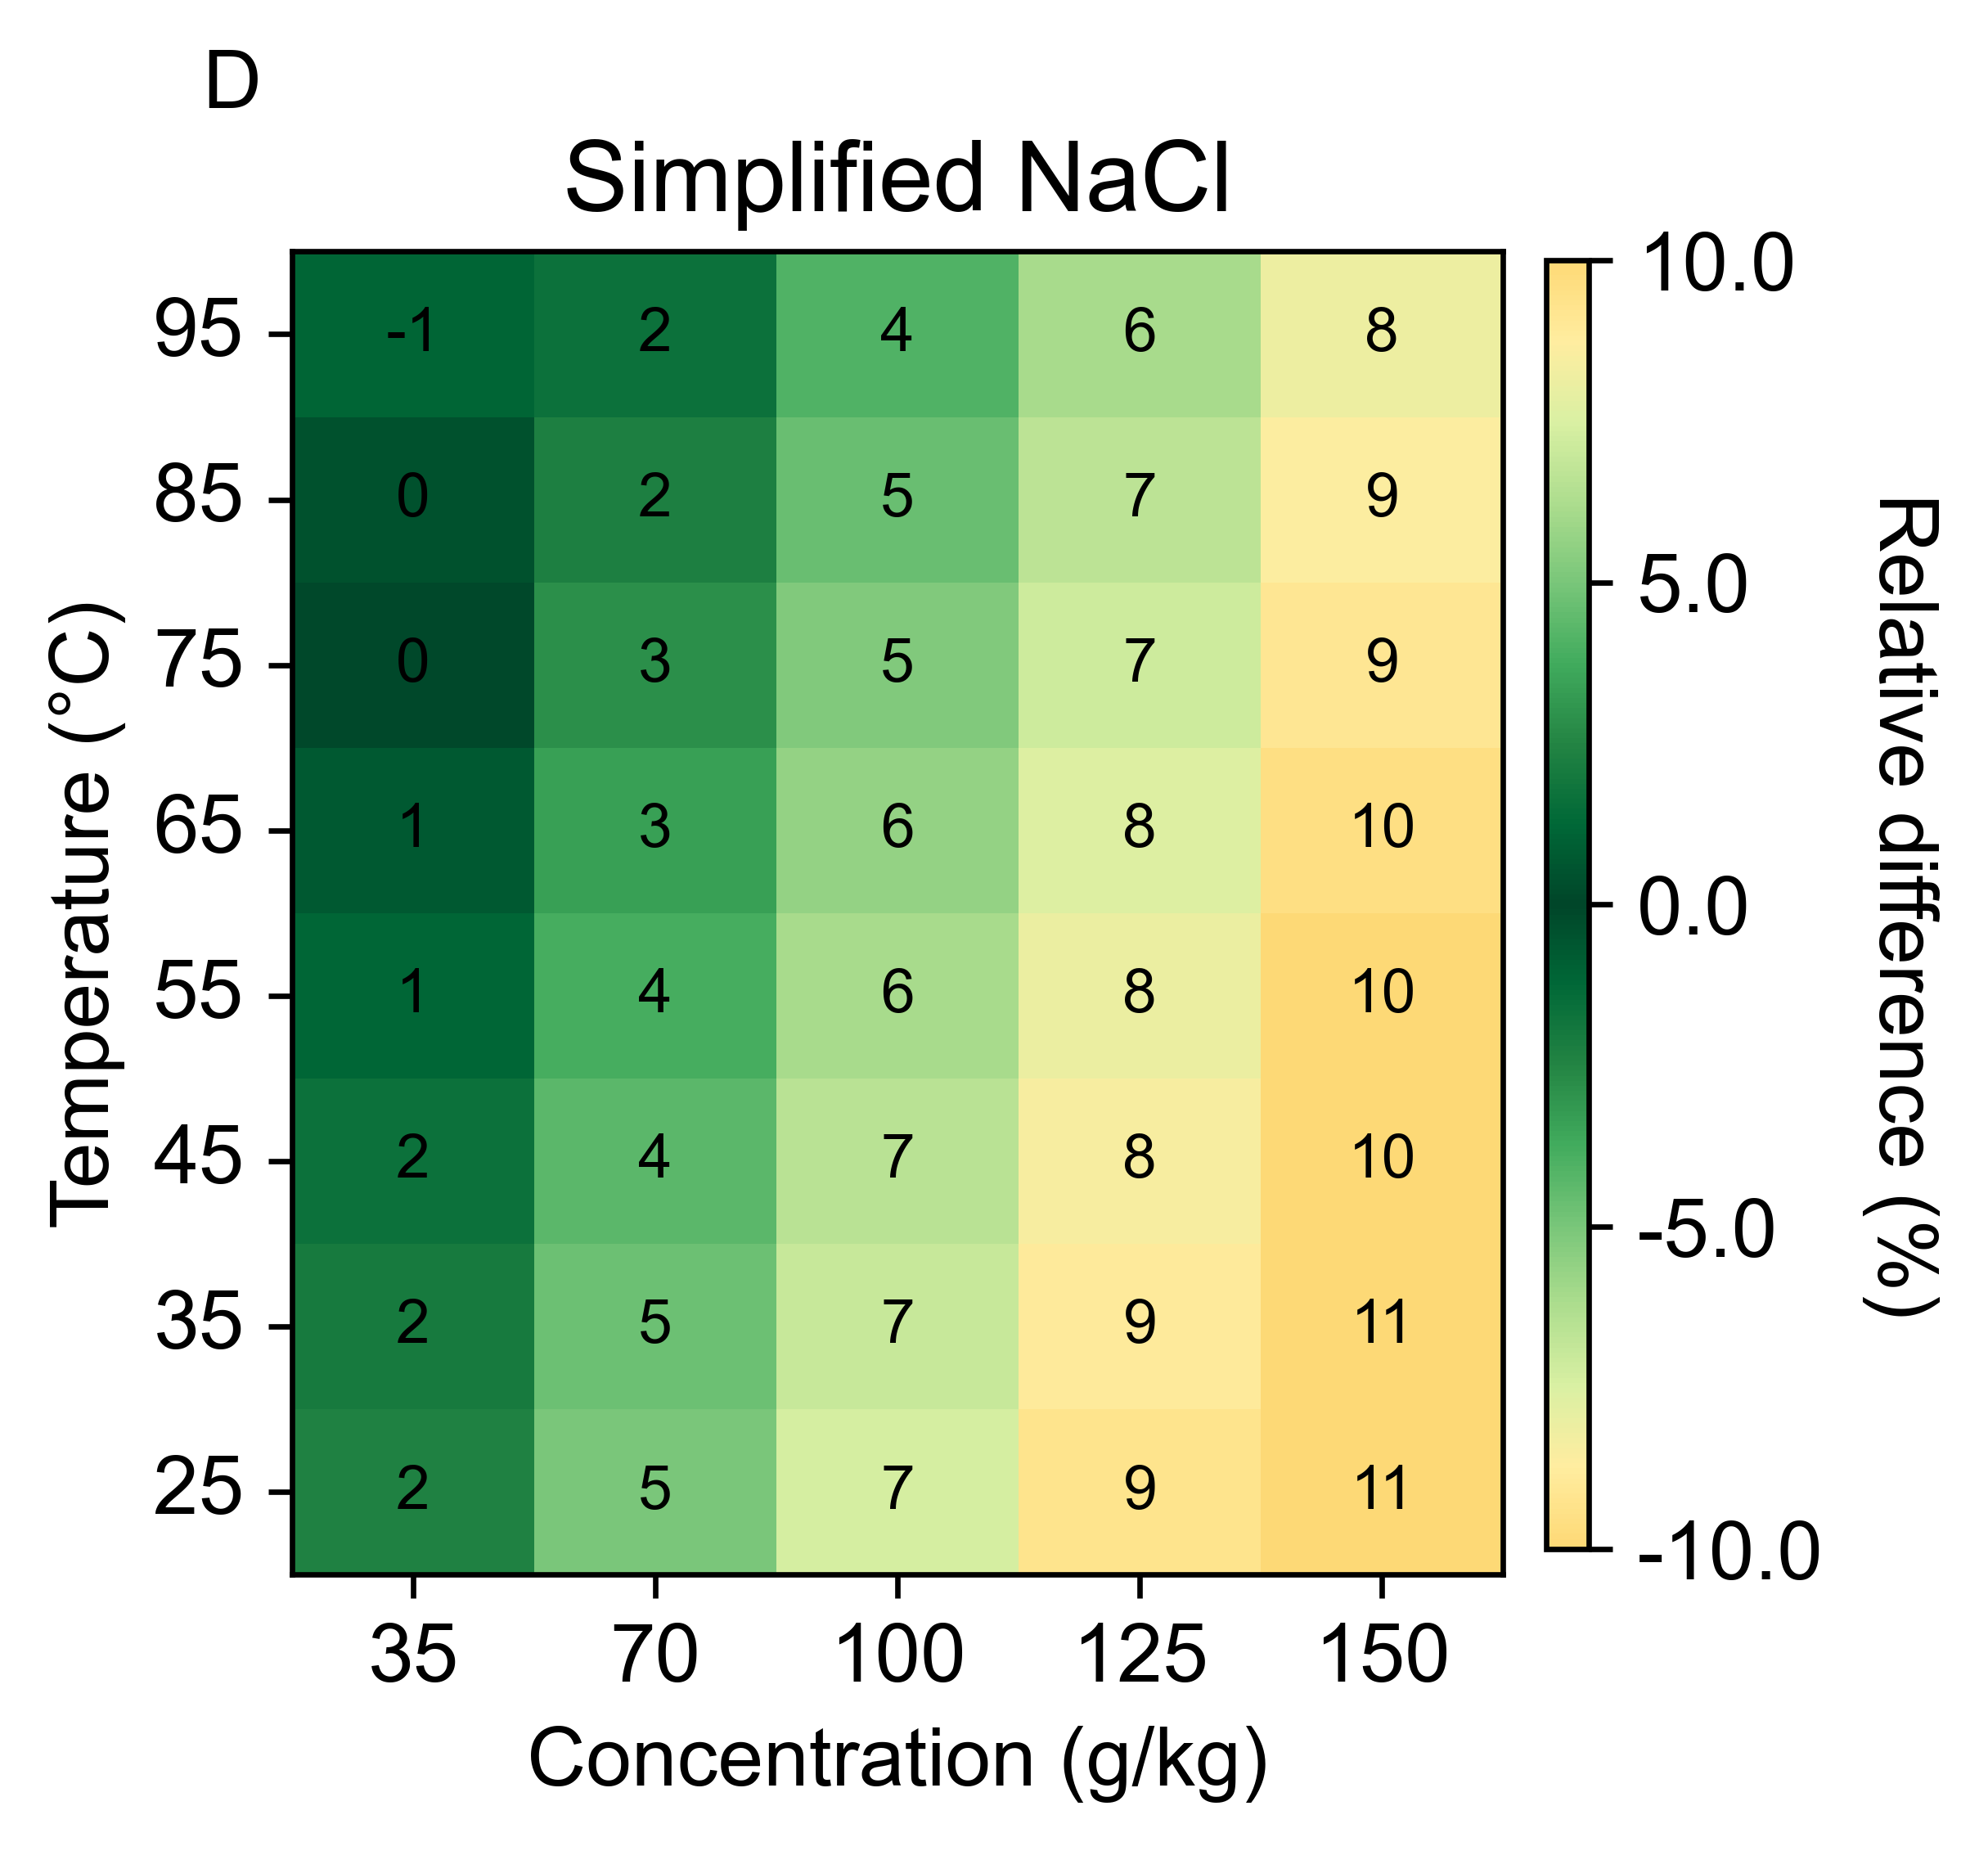 D
Simplified NaCl
95 -1 2 4 6 8
85 0 2 5 7 9
75 0 3 5 7 9
65 1 3 6 8 10
55 1 4 6 8 10
45 2 4 7 8 10
35 2 5 7 9 11
25 2 5 7 9 11
35 70 100 125 150
Concentration (g/kg)
Temperature (°C)
10.0
5.0
0.0
-5.0
-10.0
Relative difference (%)